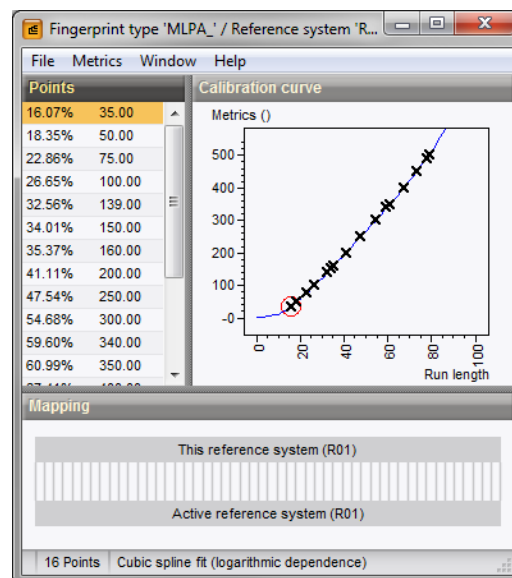 Fingerprint type 'MLPA_' / Reference system 'R...
File Metrics Window Help
Points
16.07% 35.00
18.35% 50.00
22.86% 75.00
26.65% 100.00
32.56% 139.00
34.01% 150.00
35.37% 160.00
41.11% 200.00
47.54% 250.00
54.68% 300.00
59.60% 340.00
60.99% 350.00
Calibration curve
Metrics ()
500
400
300
200
100
-0
0 20 40 60 80 100
Run length
Mapping
This reference system (R01)
Active reference system (R01)
16 Points Cubic spline fit (logarithmic dependence)